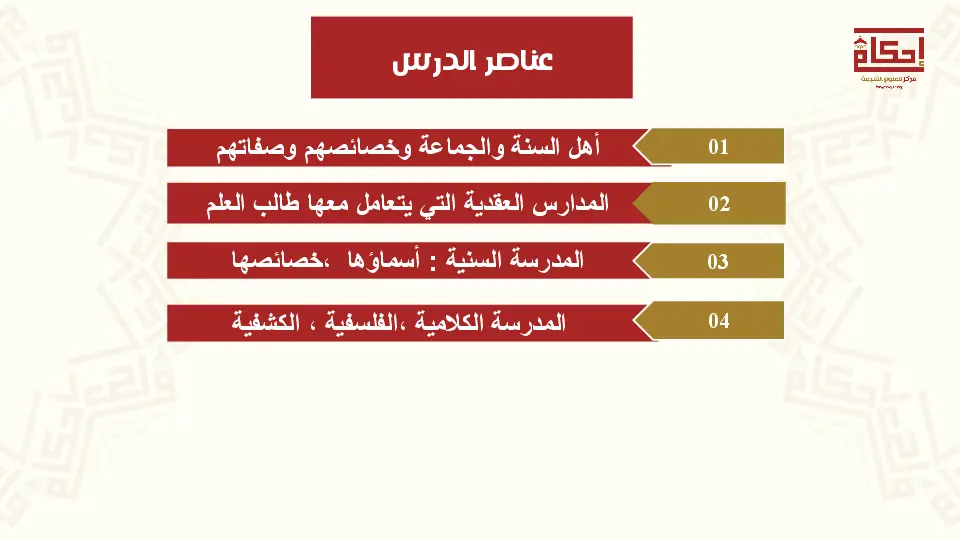 عناصر الدرس
إحكام
مركز للعلوم الشرعية
01
أهل السنة والجماعة وخصائصهم وصفاتهم
02
المدارس العقدية التي يتعامل معها طالب العلم
03
المدرسة السنية : أسماؤها ،خصائصها
04
المدرسة الكلامية ،الفلسفية ، الكشفية